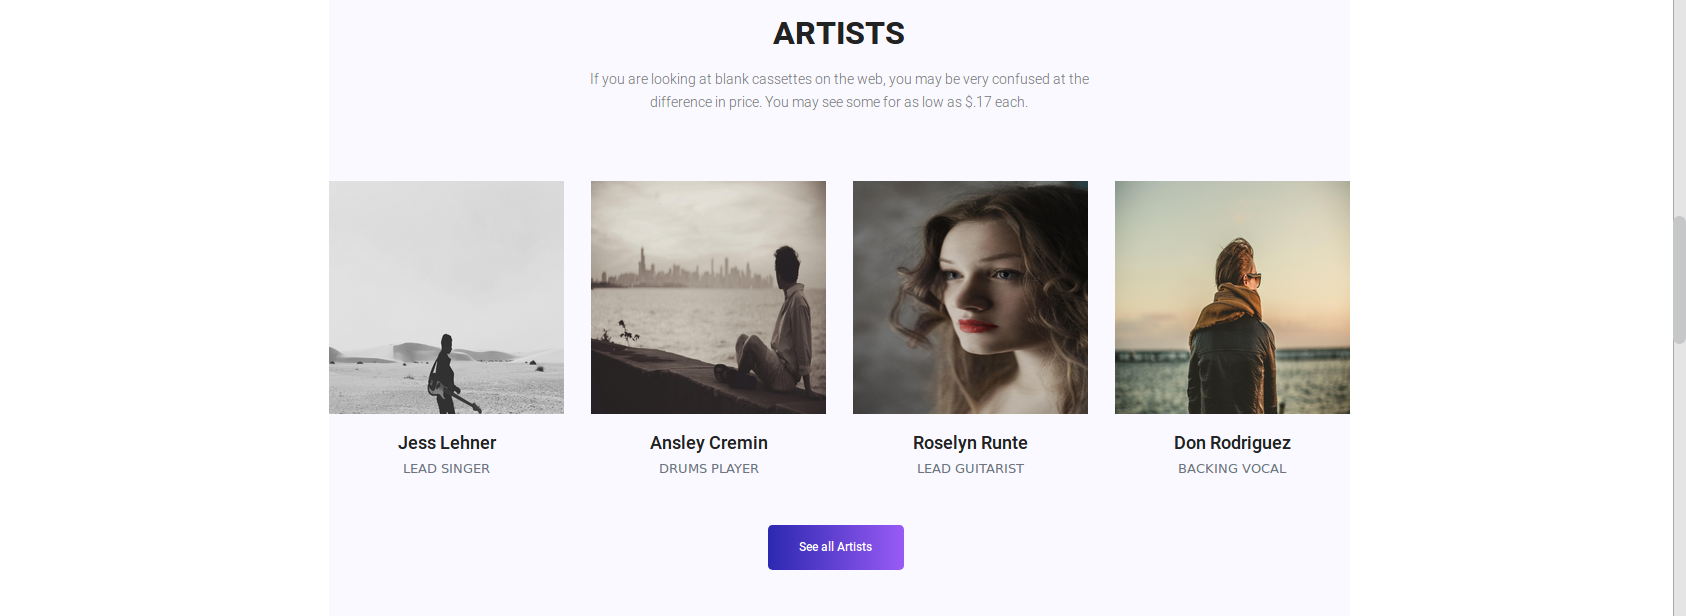 ARTISTS
If you are looking at blank cassettes on the web, you may be very confused at the
difference in price. You may see some for as low as $.17 each.
Jess Lehner
LEAD SINGER
Ansley Cremin
DRUMS PLAYER
Roselyn Runte
LEAD GUITARIST
Don Rodriguez
BACKING VOCAL
See all Artists